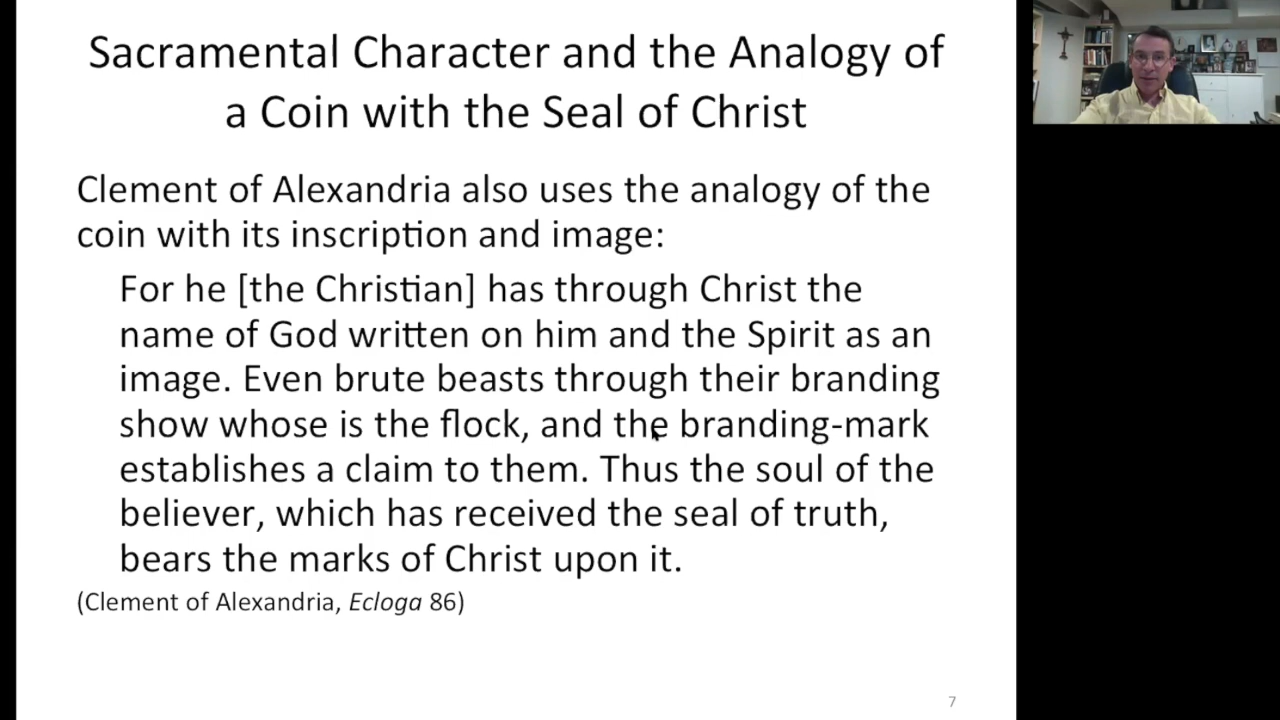 Sacramental Character and the Analogy of
a Coin with the Seal of Christ
Clement of Alexandria also uses the analogy of the
coin with its inscription and image:
For he [the Christian] has through Christ the
name of God written on him and the Spirit as an
image. Even brute beasts through their branding
show whose is the flock, and the branding-mark
establishes a claim to them. Thus the soul of the
believer, which has received the seal of truth,
bears the marks of Christ upon it.
(Clement of Alexandria, Ecloga 86)
7